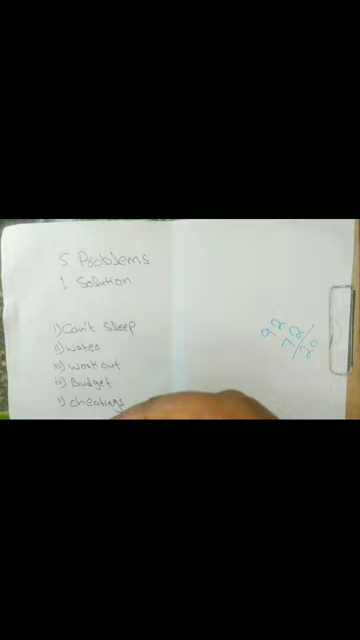 5 Problems
1 Solution
i) Can't Sleep
ii) Water
iii) Work out
iv) Budget
v) cheatings